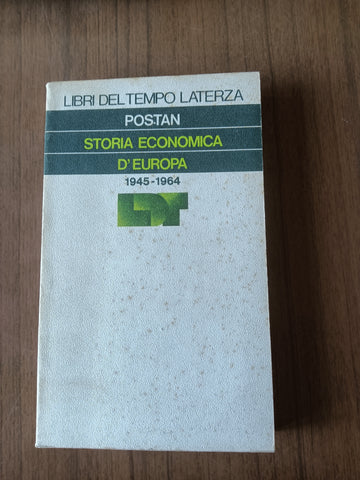 LIBRI DEL TEMPO LATERZA
POSTAN
STORIA ECONOMICA
D'EUROPA
1945-1964
LDT